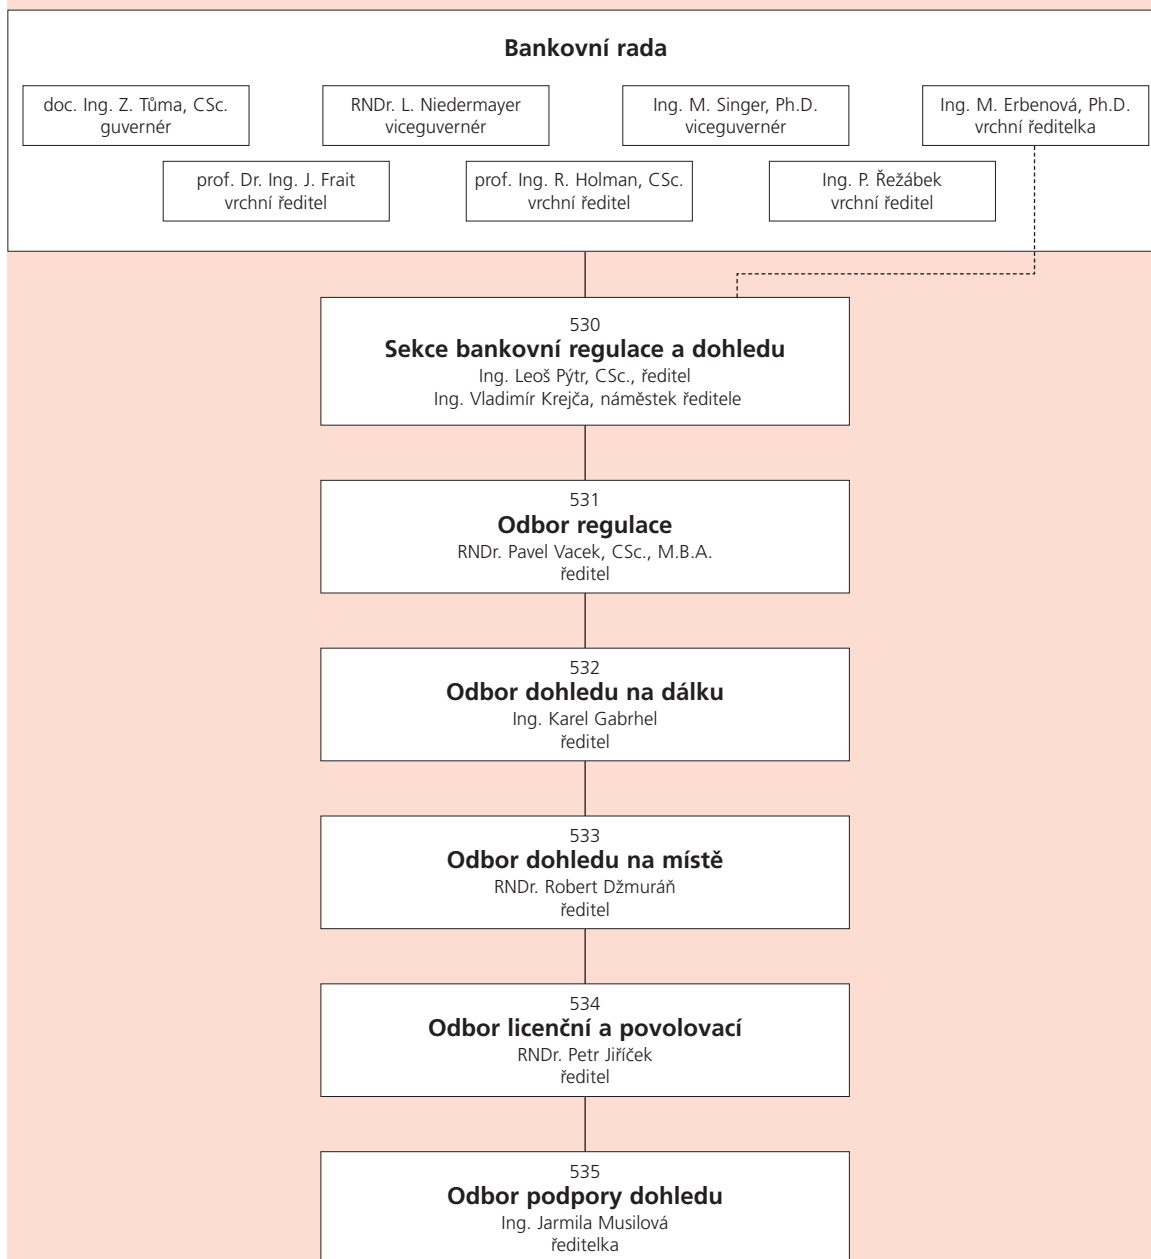 Bankovní rada
doc. Ing. Z. Tůma, CSc.
guvernér
RNDr. L. Niedermayer
viceguvernér
Ing. M. Singer, Ph.D.
viceguvernér
Ing. M. Erbenová, Ph.D.
vrchní ředitelka
prof. Dr. Ing. J. Frait
vrchní ředitel
prof. Ing. R. Holman, CSc.
vrchní ředitel
Ing. P. Řežábek
vrchní ředitel
530
Sekce bankovní regulace a dohledu
Ing. Leoš Pýtr, CSc., ředitel
Ing. Vladimír Krejča, náměstek ředitele
531
Odbor regulace
RNDr. Pavel Vacek, CSc., M.B.A.
ředitel
532
Odbor dohledu na dálku
Ing. Karel Gabrhel
ředitel
533
Odbor dohledu na místě
RNDr. Robert Džmuráň
ředitel
534
Odbor licenční a povolovací
RNDr. Petr Jiříček
ředitel
535
Odbor podpory dohledu
Ing. Jarmila Musilová
ředitelka